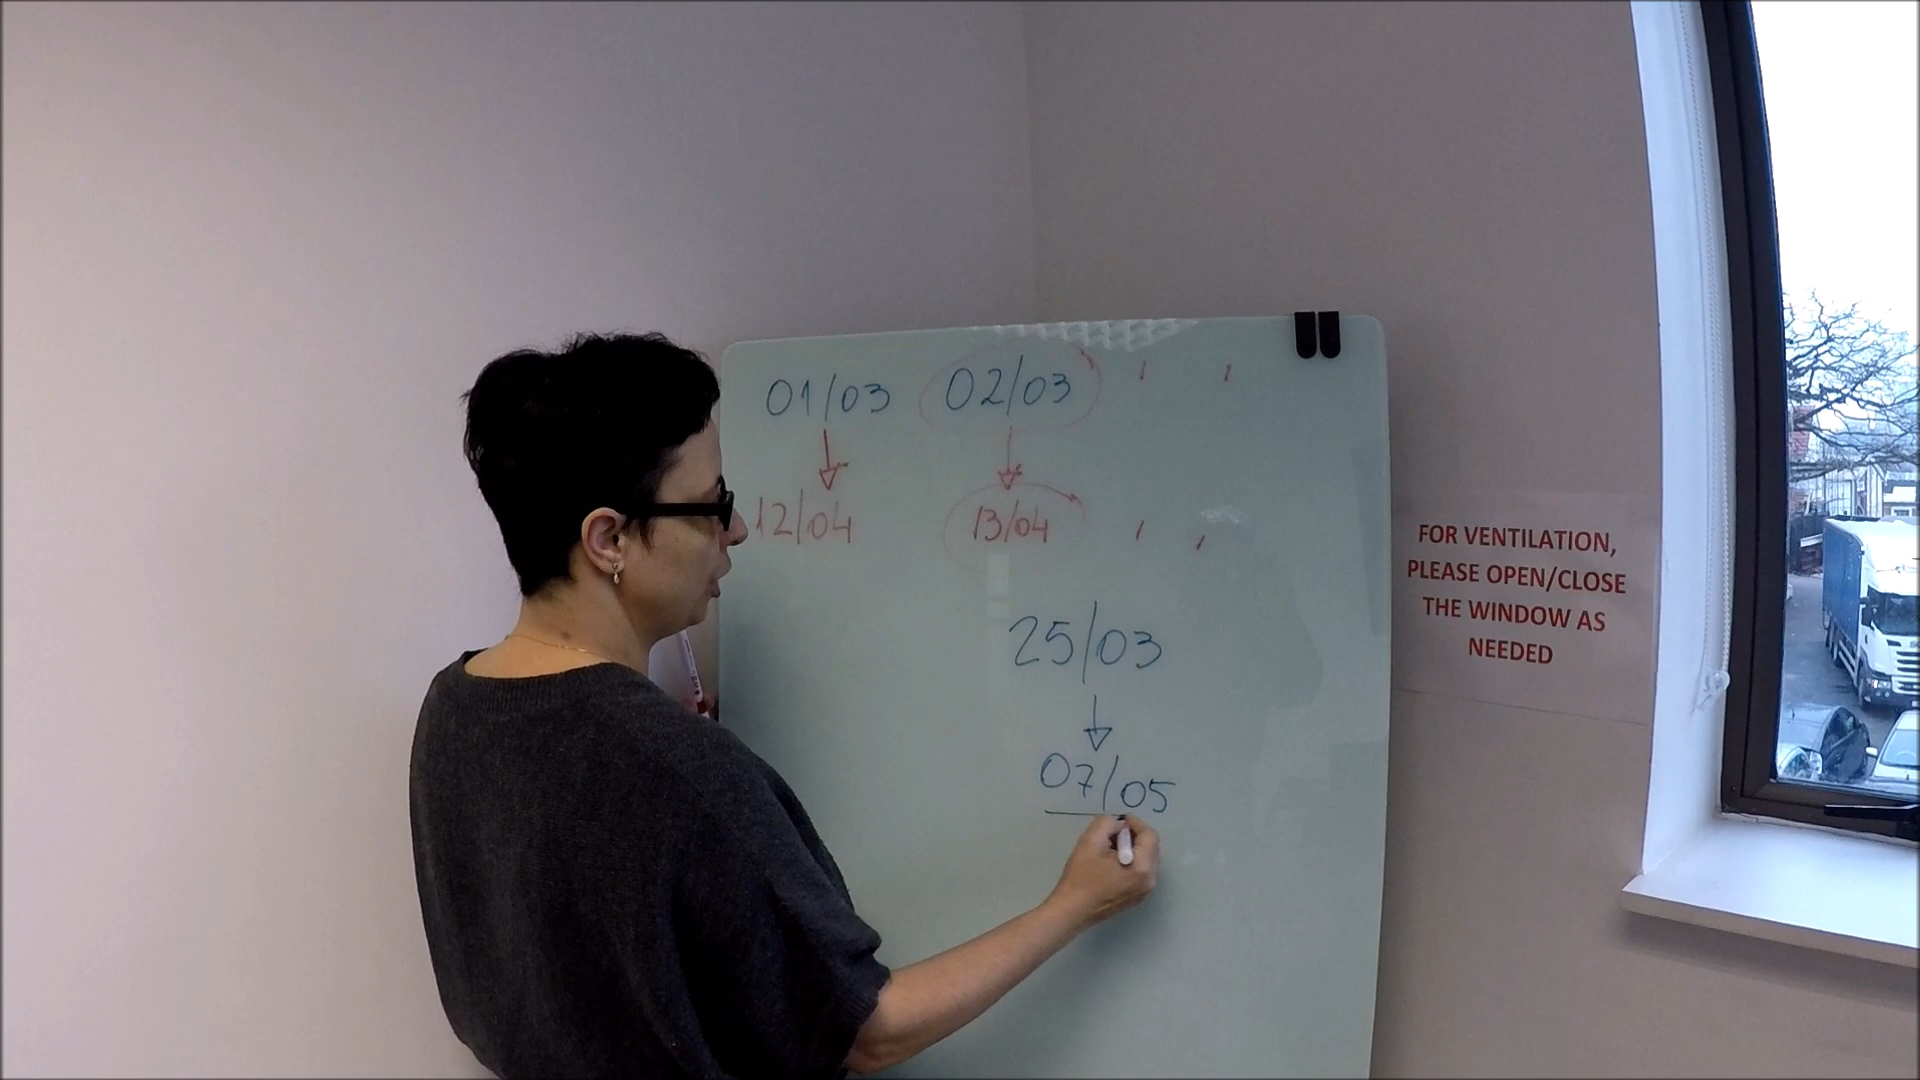 01/03 02/03
12/04 13/04
25/03
07/05
FOR VENTILATION,
PLEASE OPEN/CLOSE
THE WINDOW AS
NEEDED